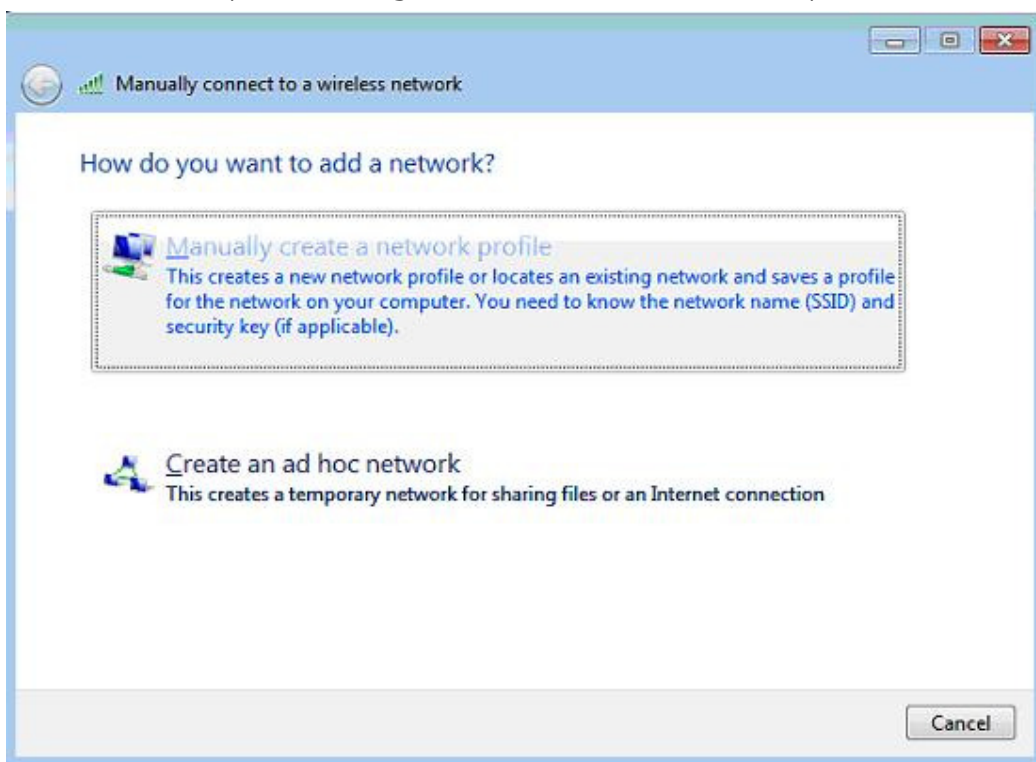 Manually connect to a wireless network
How do you want to add a network?
Manually create a network profile
This creates a new network profile or locates an existing network and saves a profile
for the network on your computer. You need to know the network name (SSID) and
security key (if applicable).
Create an ad hoc network
This creates a temporary network for sharing files or an Internet connection
Cancel